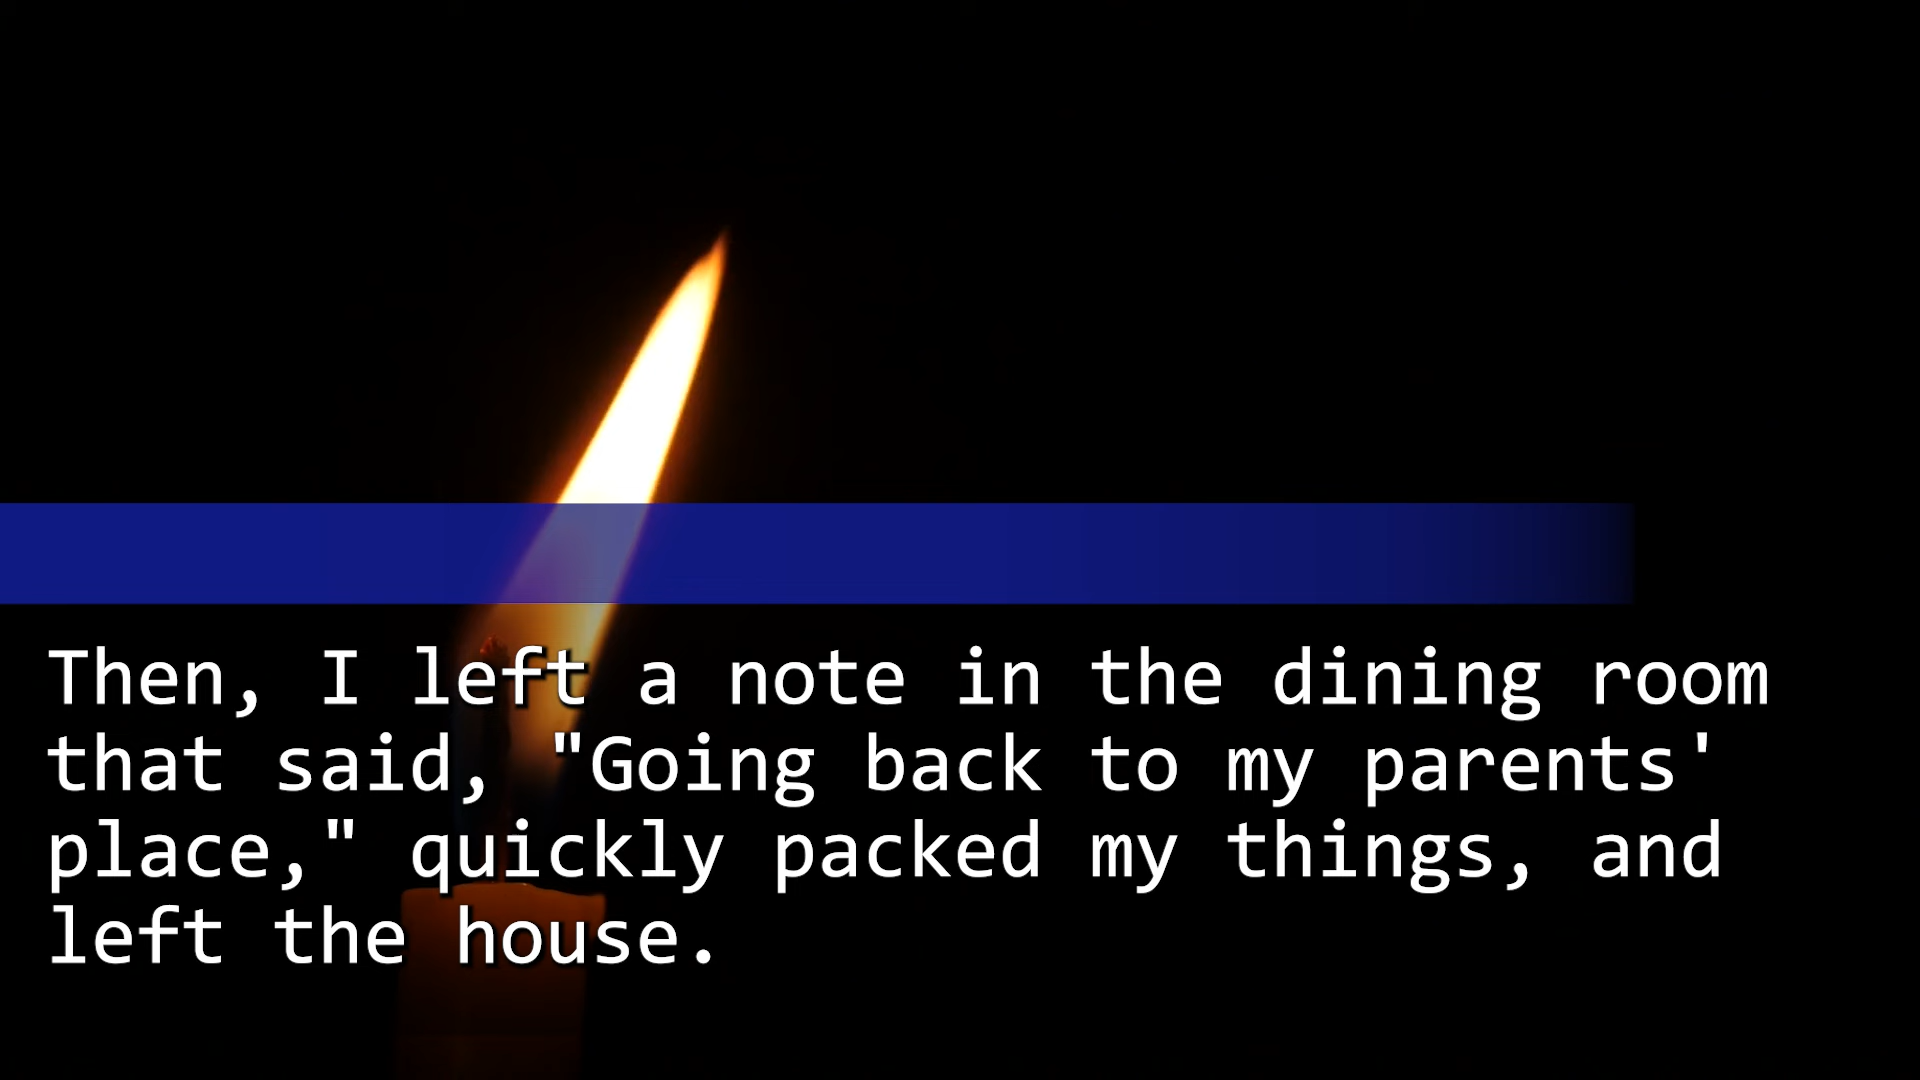 Then, I left a note in the dining room
that said, "Going back to my parents'
place," quickly packed my things, and
left the house.